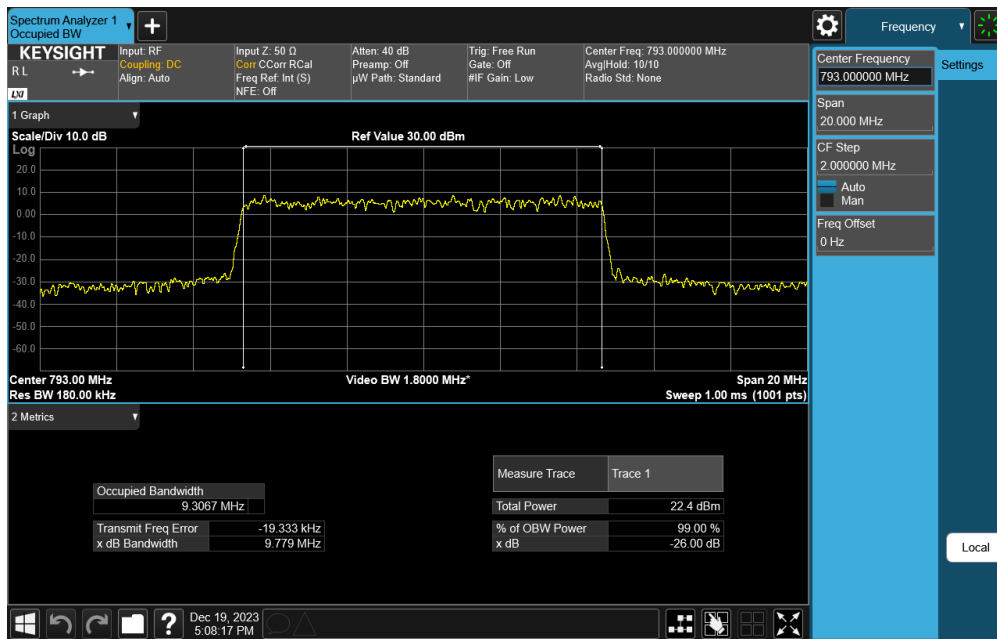 Spectrum Analyzer 1
Occupied BW
Frequency
KEYSIGHT
R L
LXI
Input: RF
Coupling: DC
Align: Auto
Input Z: 50 Ω
Corr CCorr RCal
Freq Ref: Int (S)
NFE: Off
Atten: 40 dB
Preamp: Off
µW Path: Standard
Trig: Free Run
Gate: Off
#IF Gain: Low
Center Freq: 793.000000 MHz
Avg|Hold: 10/10
Radio Std: None
Center Frequency
793.000000 MHz
Settings
Span
20.000 MHz
CF Step
2.000000 MHz
Auto
Man
Freq Offset
0 Hz
Local
1 Graph
Scale/Div 10.0 dB
Ref Value 30.00 dBm
Log
20.0
10.0
0.00
-10.0
-20.0
-30.0
-40.0
-50.0
-60.0
Center 793.00 MHz
Video BW 1.8000 MHz*
Span 20 MHz
Res BW 180.00 kHz
Sweep 1.00 ms (1001 pts)
2 Metrics
Occupied Bandwidth
9.3067 MHz
Transmit Freq Error -19.333 kHz
x dB Bandwidth 9.779 MHz
Measure Trace Trace 1
Total Power 22.4 dBm
% of OBW Power 99.00 %
x dB -26.00 dB
Dec 19, 2023
5:08:17 PM